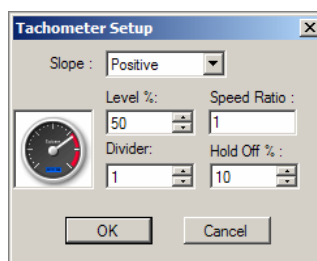 Tachometer Setup
Slope : Positive
Level %: Speed Ratio :
50 1
Divider: Hold Off % :
1 10
OK Cancel